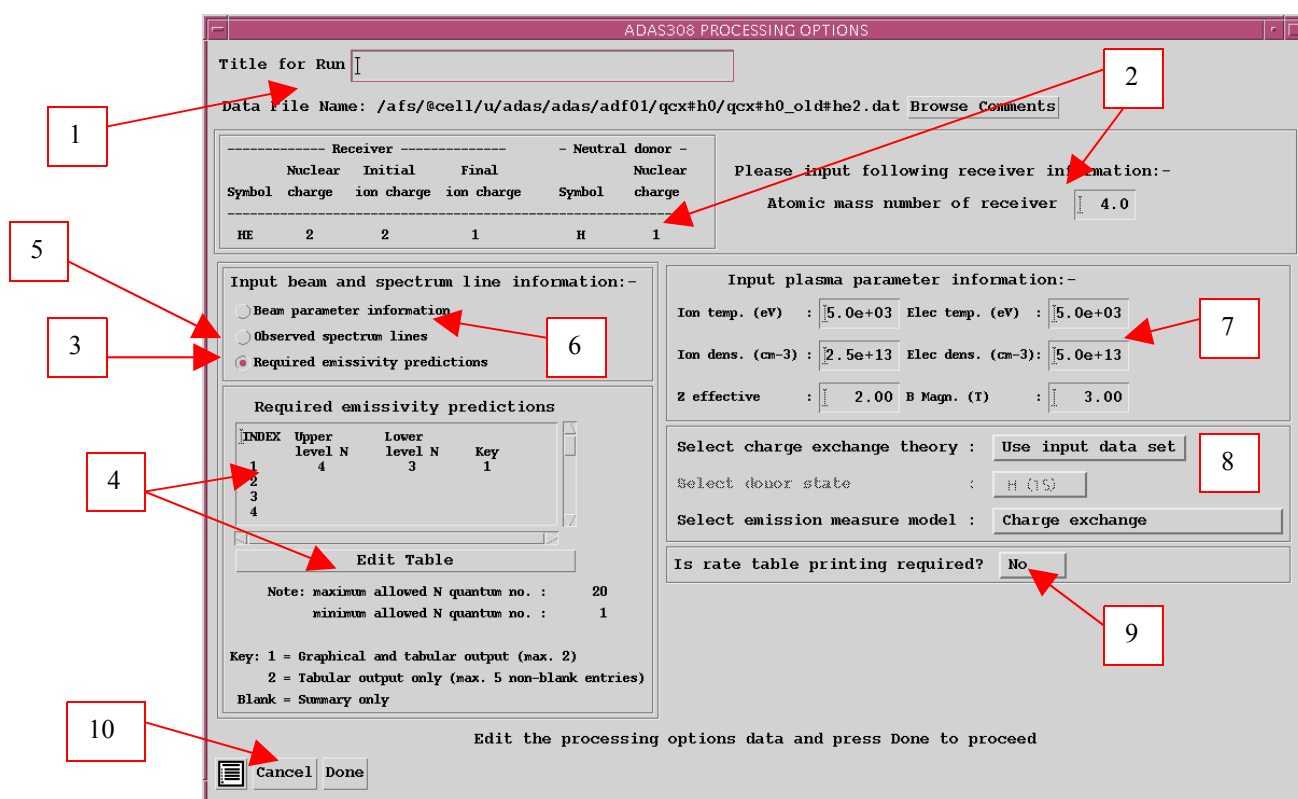 ADAS308 PROCESSING OPTIONS
Title for Run
2
1
Data File Name: /afs/@cell/u/adas/adas/adf01/qcx#h0/qcx#h0_old#he2.dat Browse Comments
------------- Receiver -------------- - Neutral donor -
Nuclear Initial Final Nuclear
Symbol charge ion charge ion charge Symbol charge
HE 2 2 1 H 1
Please input following receiver information:-
Atomic mass number of receiver 4.0
5
3
Input beam and spectrum line information:-
Beam parameter information
Observed spectrum lines
Required emissivity predictions
6
Input plasma parameter information:-
Ion temp. (eV) : 5.0e+03 Elec temp. (eV) : 5.0e+03
Ion dens. (cm-3) : 2.5e+13 Elec dens. (cm-3): 5.0e+13
Z effective : 2.00 B Magn. (T) : 3.00
7
4
Required emissivity predictions
INDEX Upper Lower
level N level N Key
1 4 3 1
2
3
4
Edit Table
Note: maximum allowed N quantum no. : 20
minimum allowed N quantum no. : 1
Key: 1 = Graphical and tabular output (max. 2)
2 = Tabular output only (max. 5 non-blank entries)
Blank = Summary only
Select charge exchange theory : Use input data set
Select donor state : H (1S)
Select emission measure model : Charge exchange
8
Is rate table printing required? No
9
10
Edit the processing options data and press Done to proceed
Cancel Done